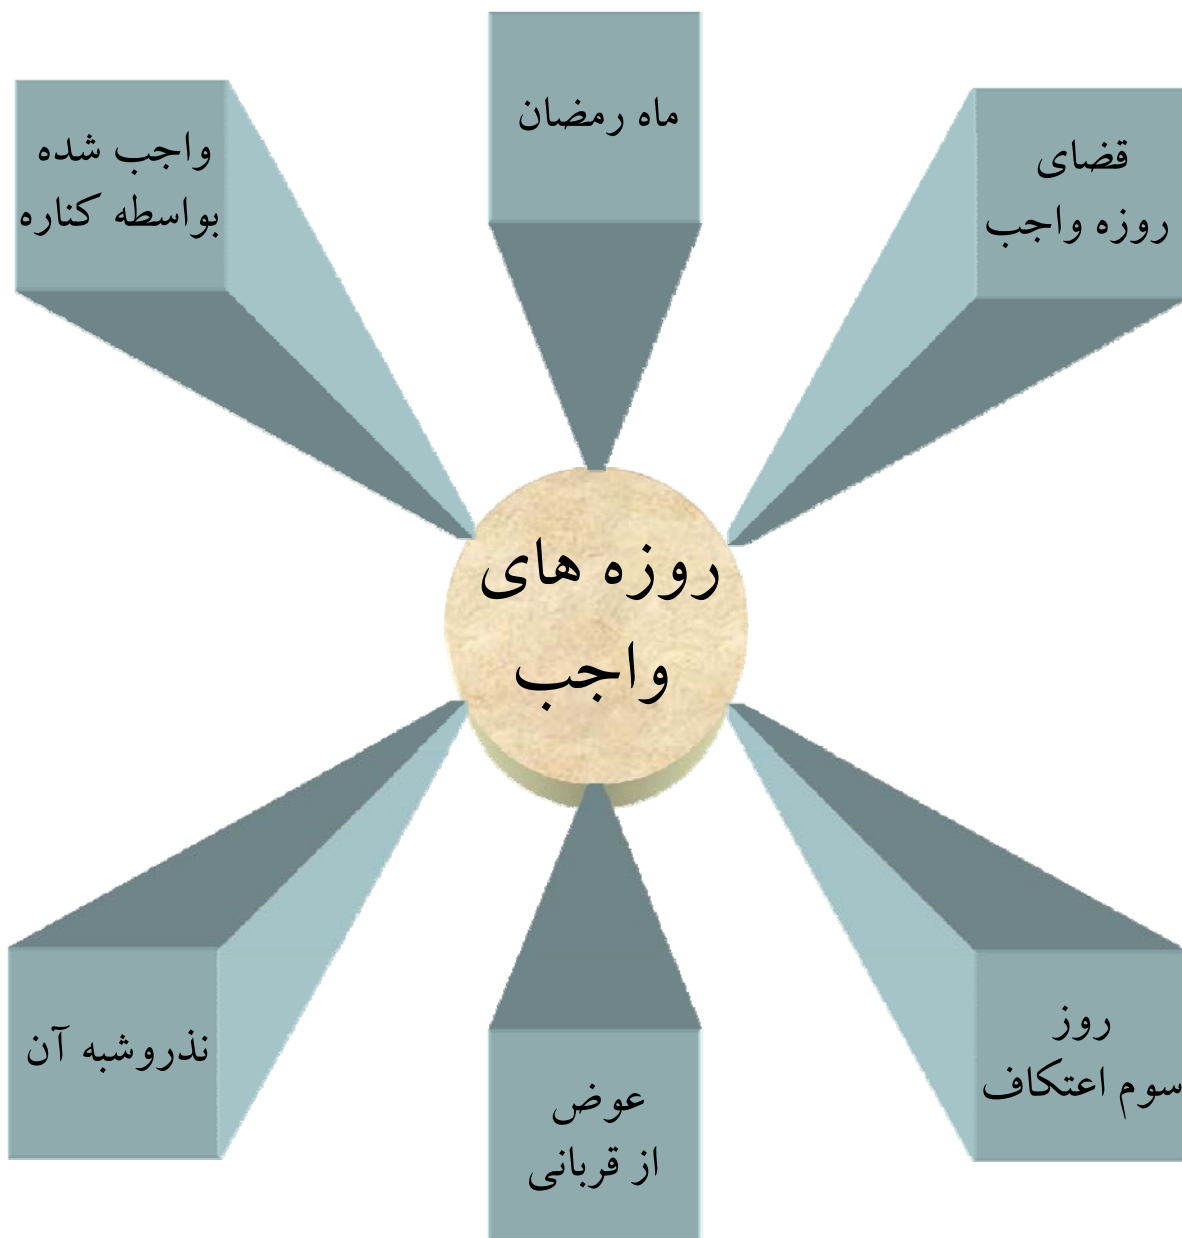 ماه رمضان
قضای
روزه واجب
واجب شده
بواسطه کناره
روزه های
واجب
روز
سوم اعتکاف
عوض
از قربانی
نذروشبه آن